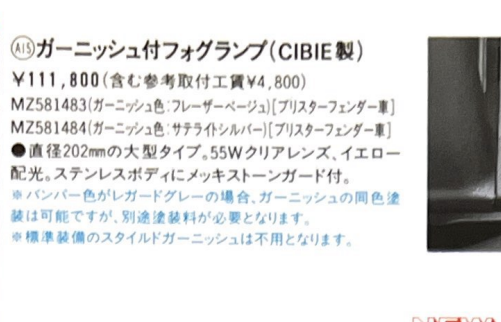 A15 ガーニッシュ付フォグランプ(CIBIE製)
¥111,800(含む参考取付工賃¥4,800)
MZ581483(ガーニッシュ色:フレーザーベージュ)[ブリスターフェンダー車]
MZ581484(ガーニッシュ色:サテライトシルバー)[ブリスターフェンダー車]
●直径202mmの大型タイプ。55Wクリアレンズ、イエロー
配光。ステンレスボディにメッキストーンガード付。
※バンパー色がレガードグレーの場合、ガーニッシュの同色塗
装は可能ですが、別途塗装料が必要となります。
※標準装備のスタイルドガーニッシュは不用となります。